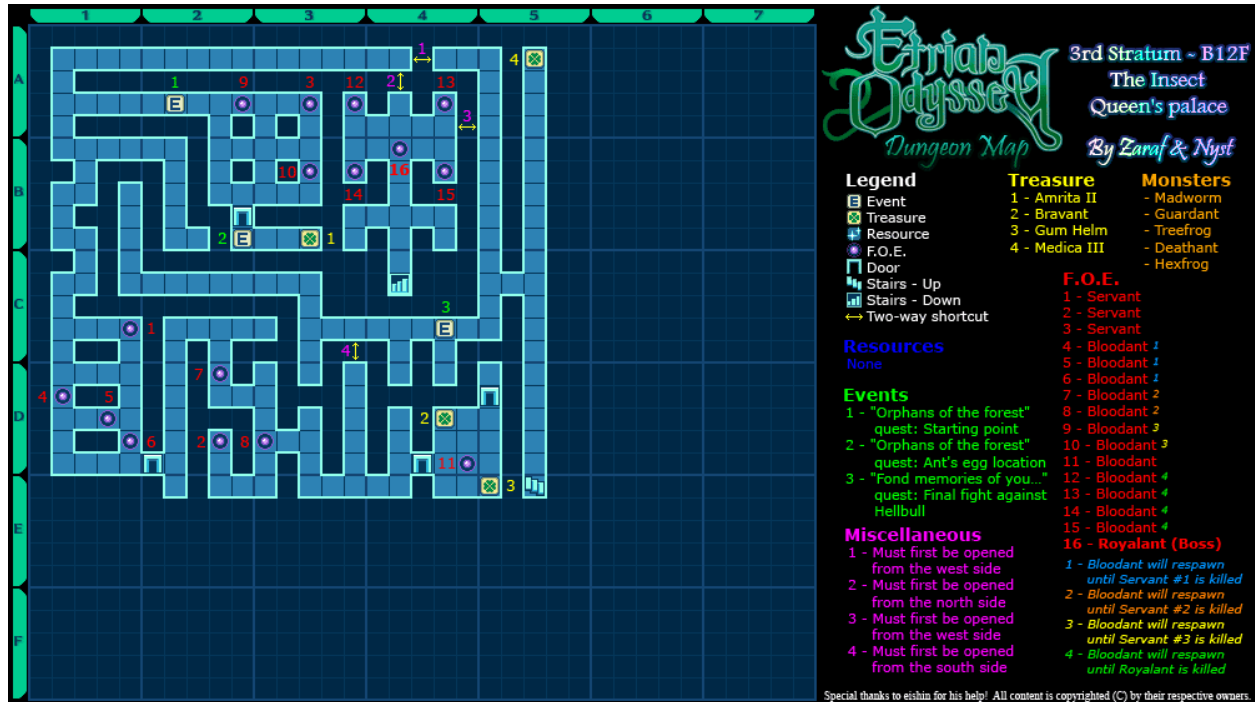 1 2 3 4 5 6 7
A
B
C
D
E
F
1
4
1 9 3 12 2 13
E
3
10 16
14 15
2 E 1
3
1 E
4
7
4 5
2
6 2 8 11
3
Etrian
Odyssey
Dungeon Map
3rd Stratum ~ B12F
The Insect
Queen's palace
By Zaraf & Nyst
Legend
E Event
Treasure
Resource
F.O.E.
Door
Stairs - Up
Stairs - Down
Two-way shortcut
Treasure
1 - Amrita II
2 - Bravant
3 - Gum Helm
4 - Medica III
Monsters
- Madworm
- Guardant
- Treefrog
- Deathant
- Hexfrog
Resources
None
Events
1 - "Orphans of the forest"
quest: Starting point
2 - "Orphans of the forest"
quest: Ant's egg location
3 - "Fond memories of you..."
quest: Final fight against
Hellbull
Miscellaneous
1 - Must first be opened
from the west side
2 - Must first be opened
from the north side
3 - Must first be opened
from the west side
4 - Must first be opened
from the south side
F.O.E.
1 - Servant
2 - Servant
3 - Servant
4 - Bloodant 1
5 - Bloodant 1
6 - Bloodant 1
7 - Bloodant 2
8 - Bloodant 2
9 - Bloodant 3
10 - Bloodant 3
11 - Bloodant
12 - Bloodant 4
13 - Bloodant 4
14 - Bloodant 4
15 - Bloodant 4
16 - Royalant (Boss)
1 - Bloodant will respawn
until Servant #1 is killed
2 - Bloodant will respawn
until Servant #2 is killed
3 - Bloodant will respawn
until Servant #3 is killed
4 - Bloodant will respawn
until Royalant is killed
Special thanks to eishin for his help! All content is copyrighted (C) by their respective owners.